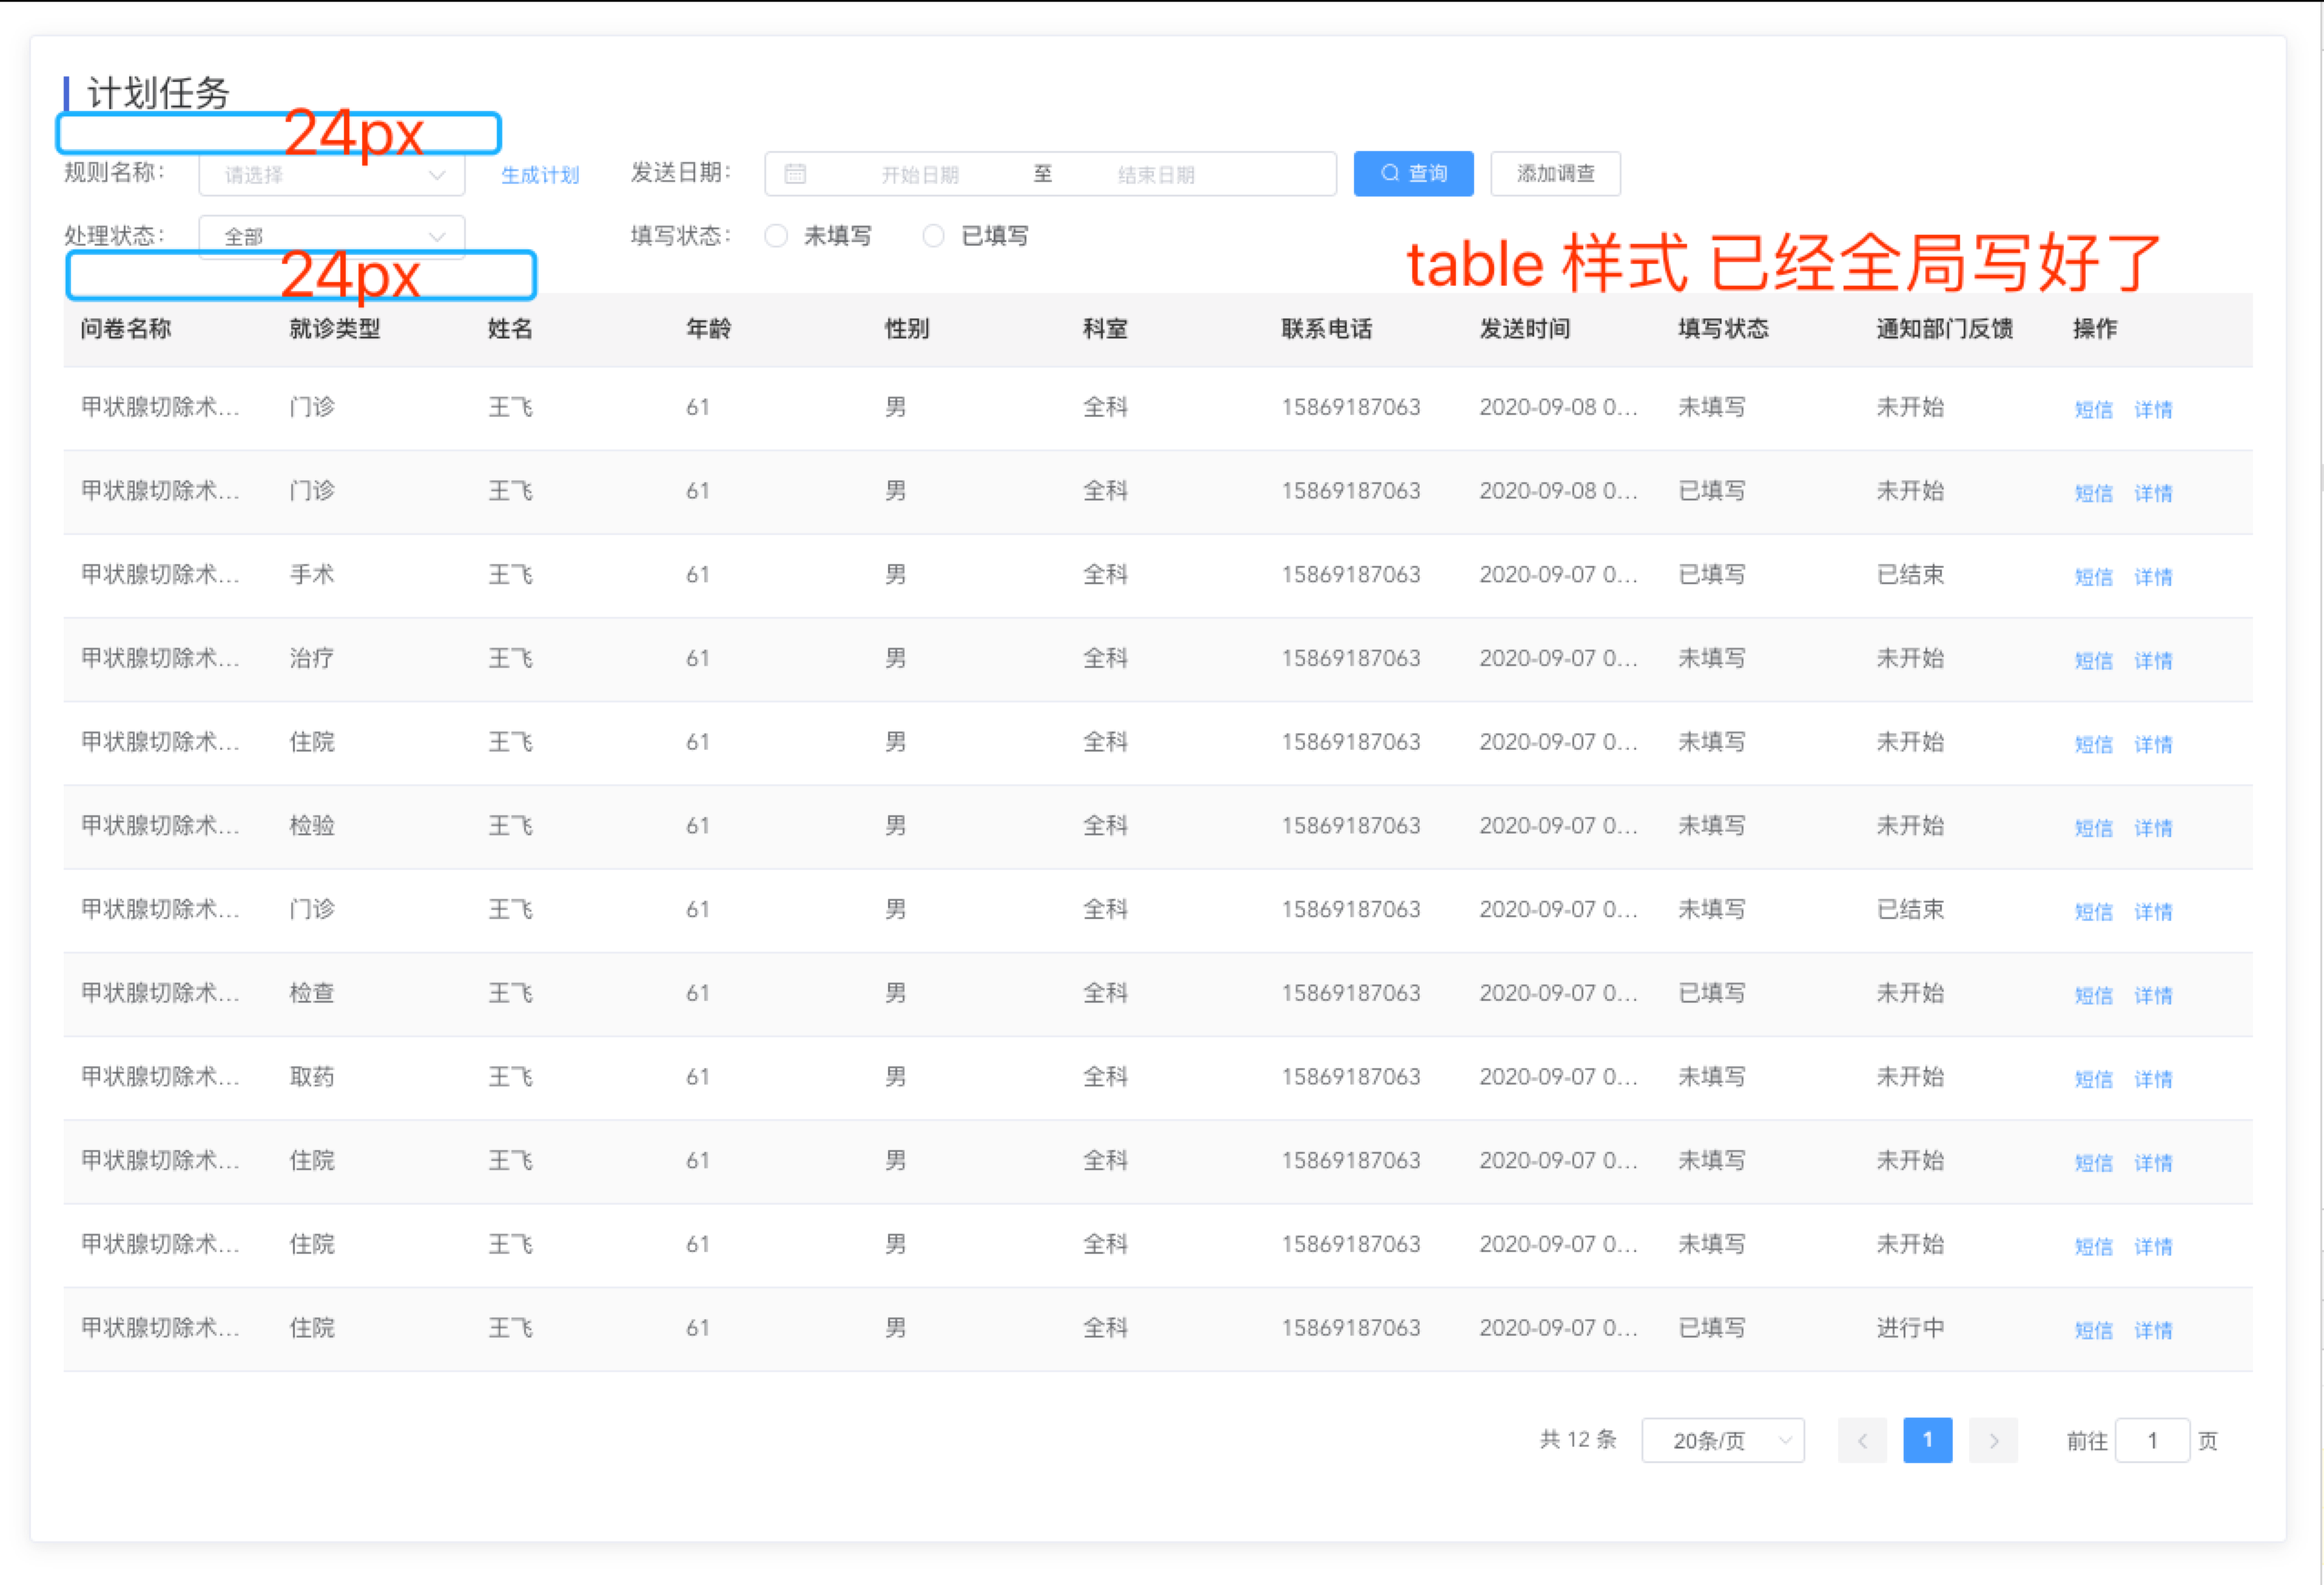 计划任务
24px
规则名称： 请选择 生成计划 发送日期： 开始日期 至 结束日期 查询 添加调查
处理状态： 全部 填写状态： 未填写 已填写
24px
table 样式 已经全局写好了
问卷名称 就诊类型 姓名 年龄 性别 科室 联系电话 发送时间 填写状态 通知部门反馈 操作
甲状腺切除术... 门诊 王飞 61 男 全科 15869187063 2020-09-08 0... 未填写 未开始 短信 详情
甲状腺切除术... 门诊 王飞 61 男 全科 15869187063 2020-09-08 0... 已填写 未开始 短信 详情
甲状腺切除术... 手术 王飞 61 男 全科 15869187063 2020-09-07 0... 已填写 已结束 短信 详情
甲状腺切除术... 治疗 王飞 61 男 全科 15869187063 2020-09-07 0... 未填写 未开始 短信 详情
甲状腺切除术... 住院 王飞 61 男 全科 15869187063 2020-09-07 0... 未填写 未开始 短信 详情
甲状腺切除术... 检验 王飞 61 男 全科 15869187063 2020-09-07 0... 未填写 未开始 短信 详情
甲状腺切除术... 门诊 王飞 61 男 全科 15869187063 2020-09-07 0... 未填写 已结束 短信 详情
甲状腺切除术... 检查 王飞 61 男 全科 15869187063 2020-09-07 0... 已填写 未开始 短信 详情
甲状腺切除术... 取药 王飞 61 男 全科 15869187063 2020-09-07 0... 未填写 未开始 短信 详情
甲状腺切除术... 住院 王飞 61 男 全科 15869187063 2020-09-07 0... 未填写 未开始 短信 详情
甲状腺切除术... 住院 王飞 61 男 全科 15869187063 2020-09-07 0... 未填写 未开始 短信 详情
甲状腺切除术... 住院 王飞 61 男 全科 15869187063 2020-09-07 0... 已填写 进行中 短信 详情
共 12 条 20条/页 1 前往 1 页